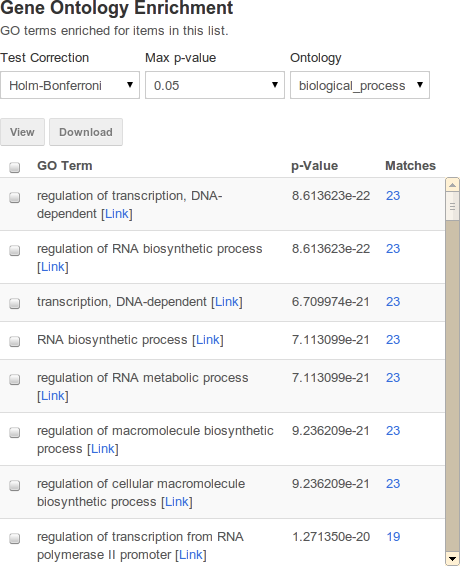 Gene Ontology Enrichment
GO terms enriched for items in this list.
Test Correction Max p-value Ontology
Holm-Bonferroni 0.05 biological_process
View Download
GO Term p-Value Matches
regulation of transcription, DNA- 8.613623e-22 23
dependent [Link]
regulation of RNA biosynthetic process 8.613623e-22 23
[Link]
transcription, DNA-dependent [Link] 6.709974e-21 23
RNA biosynthetic process [Link] 7.113099e-21 23
regulation of RNA metabolic process 7.113099e-21 23
[Link]
regulation of macromolecule biosynthetic 9.236209e-21 23
process [Link]
regulation of cellular macromolecule 9.236209e-21 23
biosynthetic process [Link]
regulation of transcription from RNA 1.271350e-20 19
polymerase II promoter [Link]